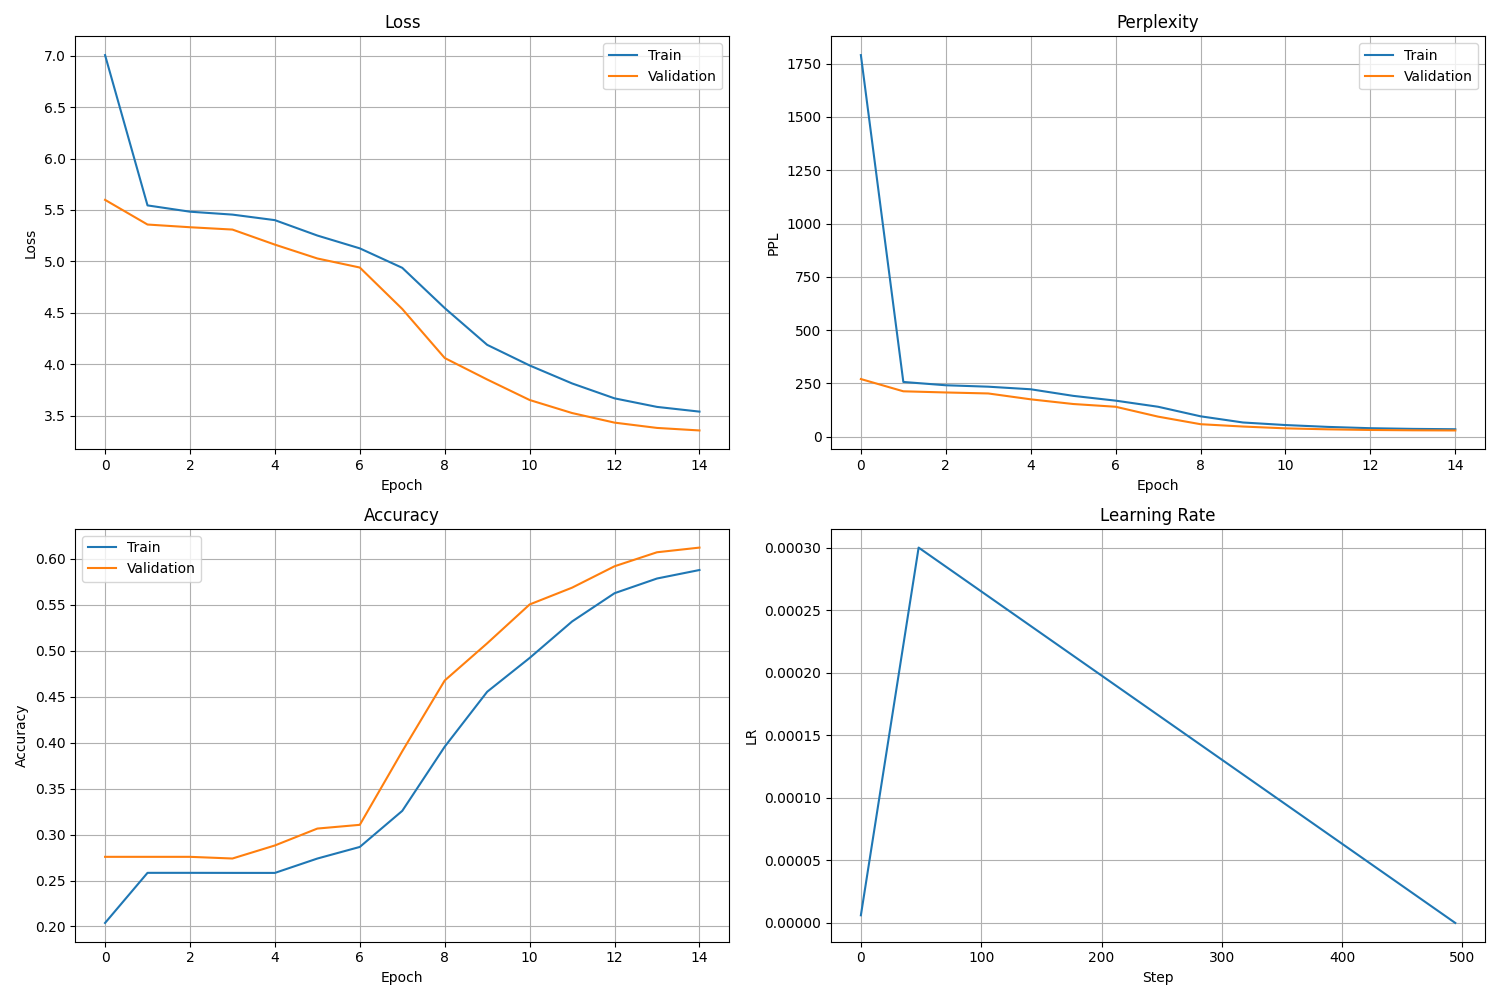 Loss
Train
Validation
7.0
6.5
6.0
5.5
5.0
4.5
4.0
3.5
Loss
0 2 4 6 8 10 12 14
Epoch
Perplexity
Train
Validation
1750
1500
1250
1000
750
500
250
0
PPL
0 2 4 6 8 10 12 14
Epoch
Accuracy
Train
Validation
0.60
0.55
0.50
0.45
0.40
0.35
0.30
0.25
0.20
Accuracy
0 2 4 6 8 10 12 14
Epoch
Learning Rate
0.00030
0.00025
0.00020
0.00015
0.00010
0.00005
0.00000
LR
0 100 200 300 400 500
Step